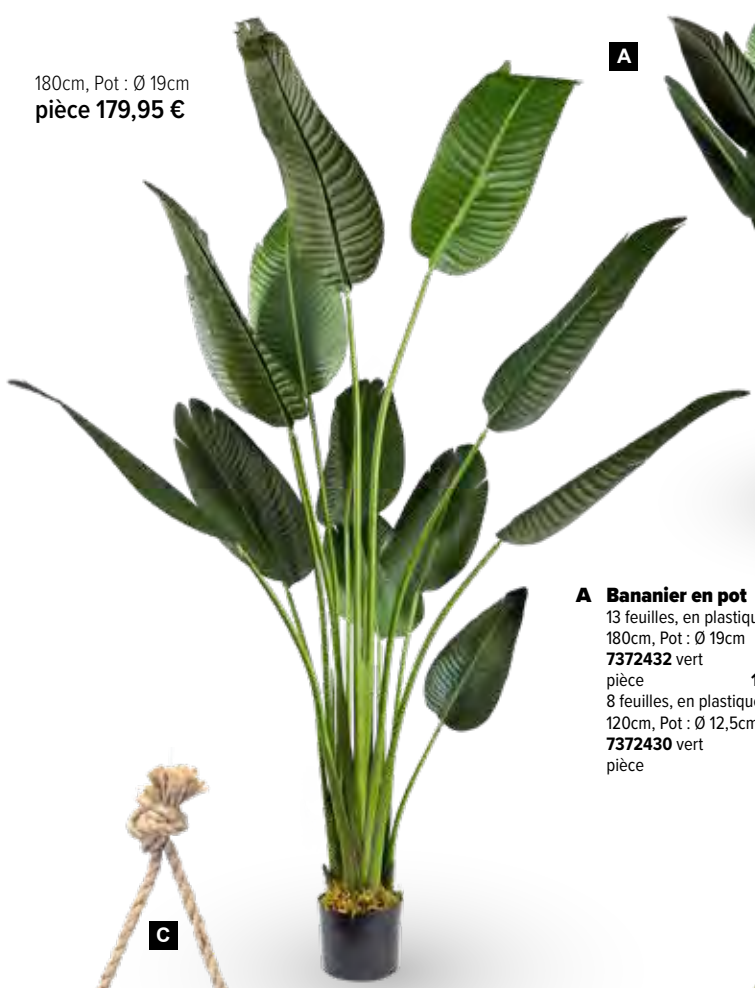 180cm, Pot : Ø 19cm
pièce 179,95 €
A
A Bananier en pot
13 feuilles, en plastiqu
180cm, Pot : Ø 19cm
7372432 vert
pièce 1
8 feuilles, en plastique
120cm, Pot : Ø 12,5cm
7372430 vert
pièce
C